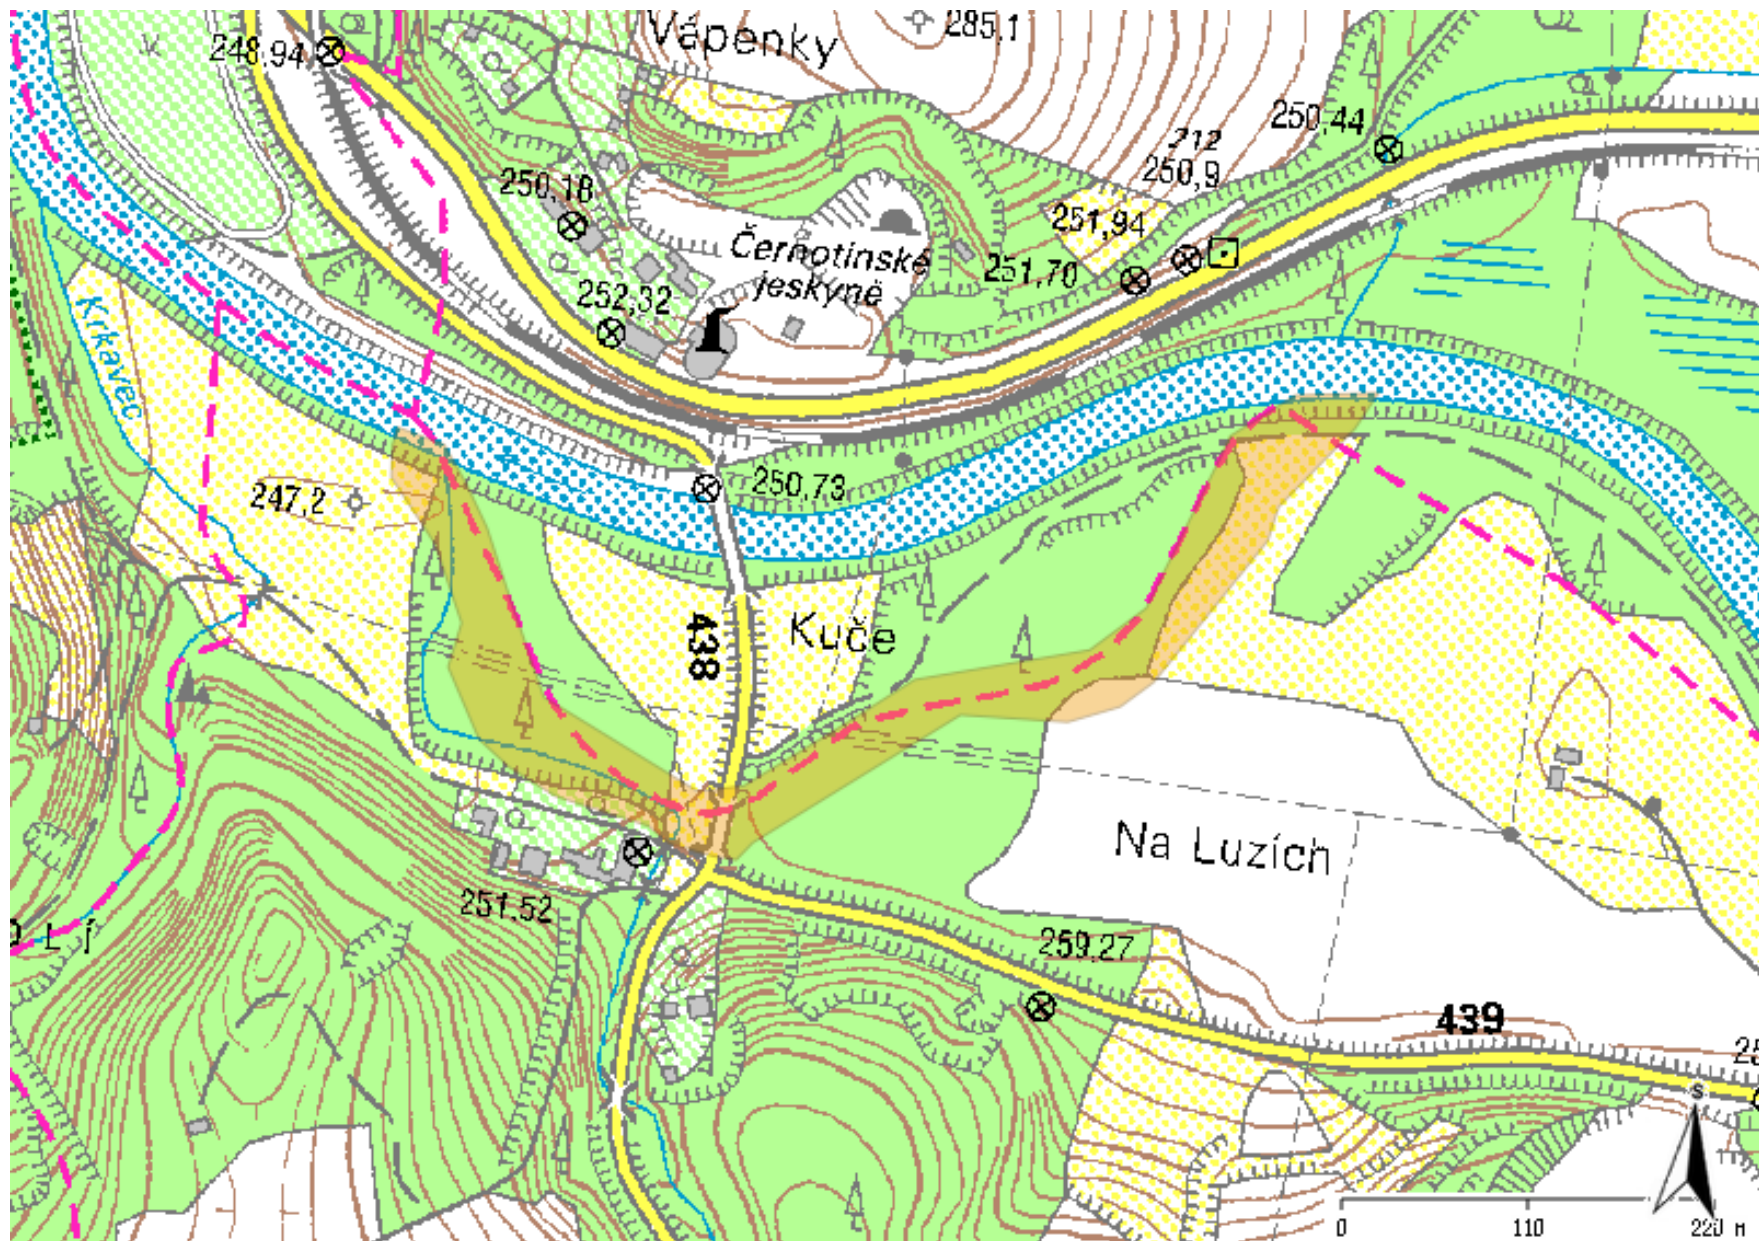 Vápenky
285,1
248,94
250,44
212
250,9
250,18
251,94
Černotínské
jeskyně
251,70
252,32
Krkavec
247,2
250,73
438
Kuče
Na Luzích
251,52
259,27
439
S
0 110 220 M